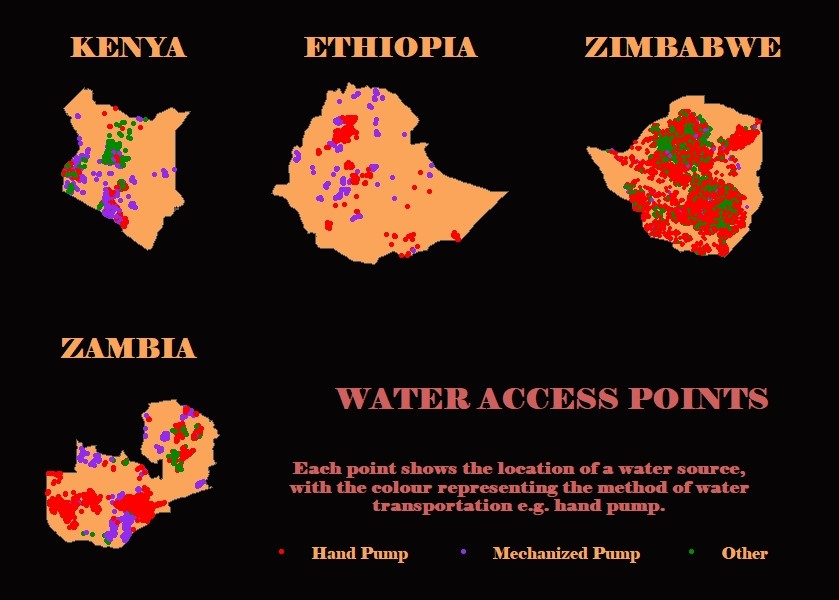 KENYA
ETHIOPIA
ZIMBABWE
ZAMBIA
WATER ACCESS POINTS
Each point shows the location of a water source,
with the colour representing the method of water
transportation e.g. hand pump.
Hand Pump
Mechanized Pump
Other